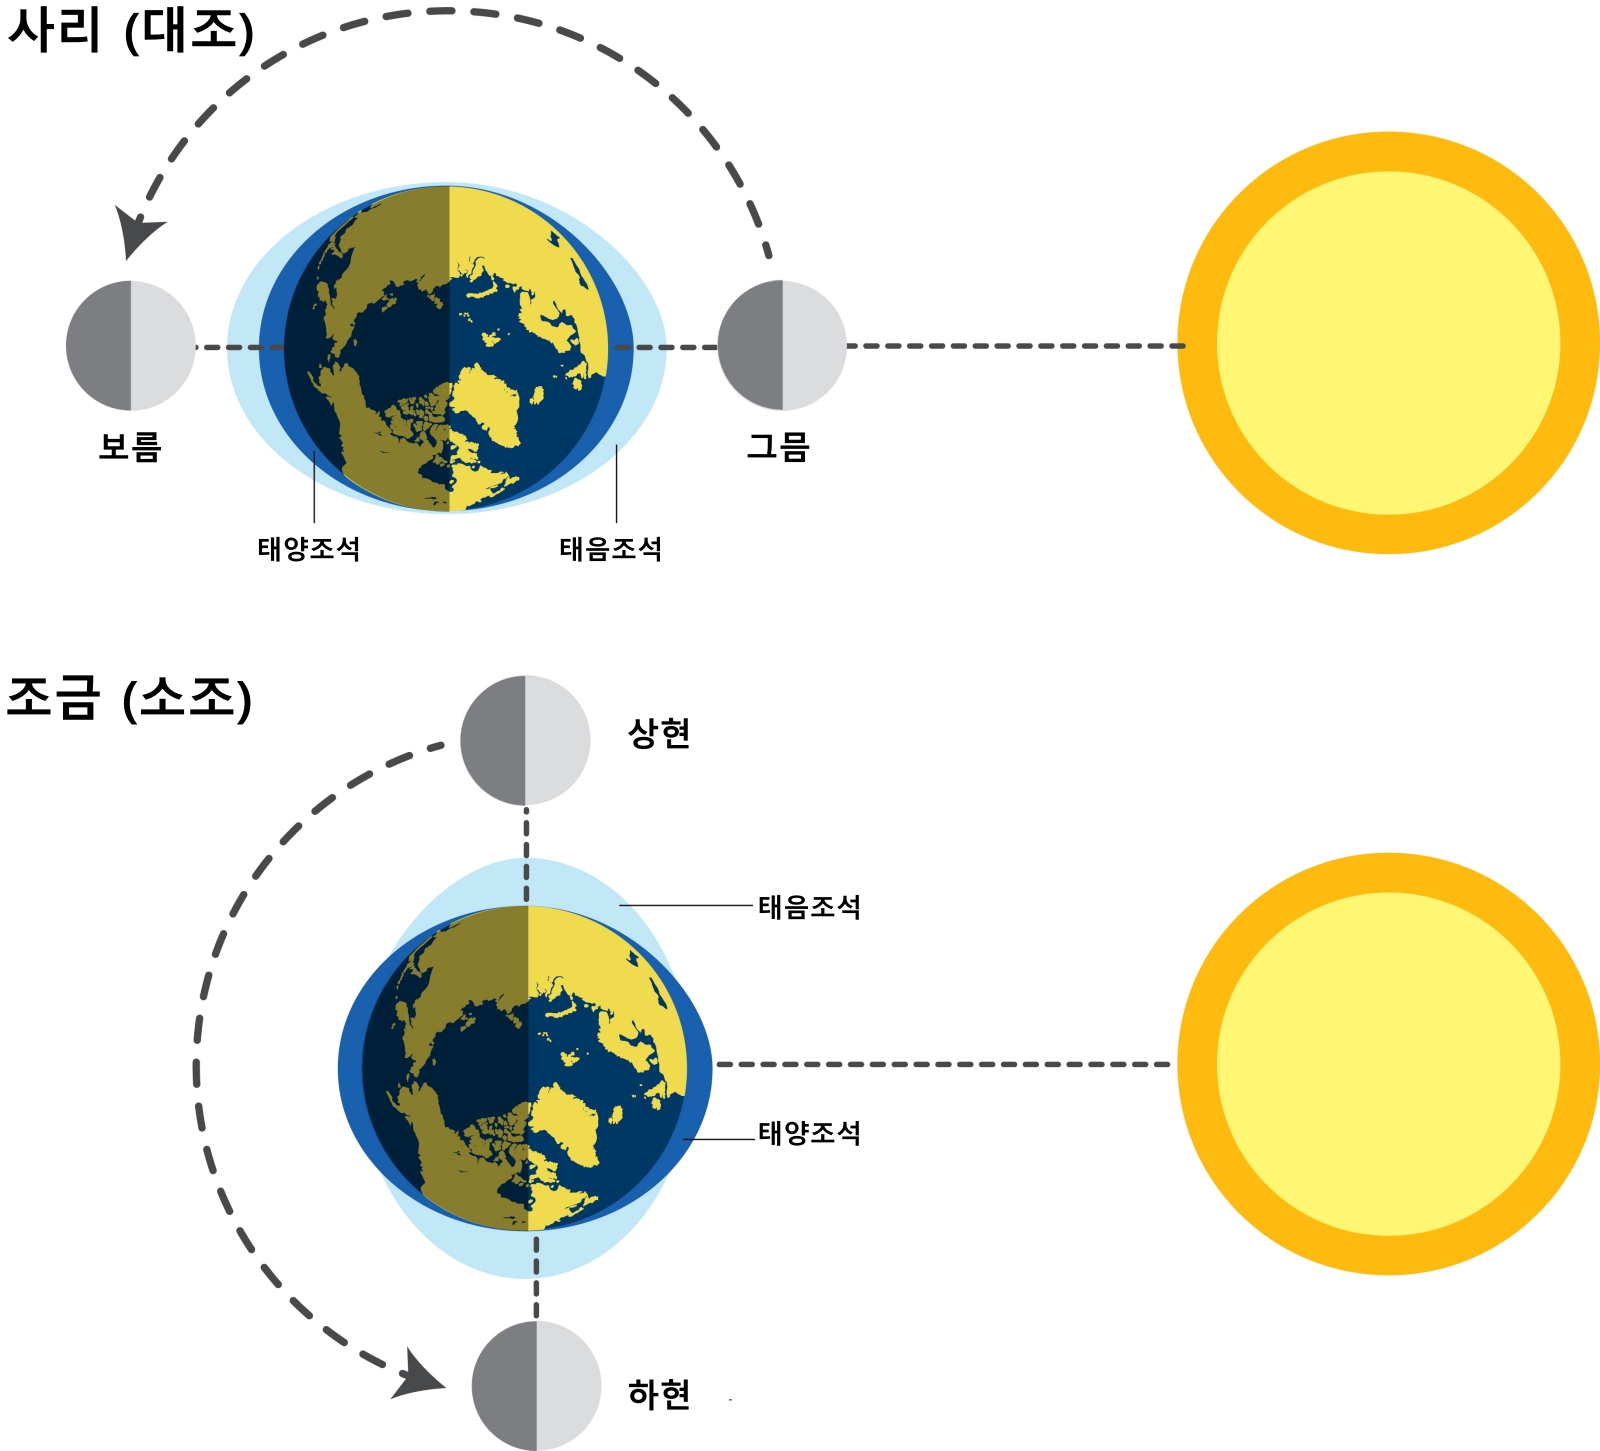 사리 (대조)
보름
그믐
태양조석
태음조석
조금 (소조)
상현
태음조석
태양조석
하현